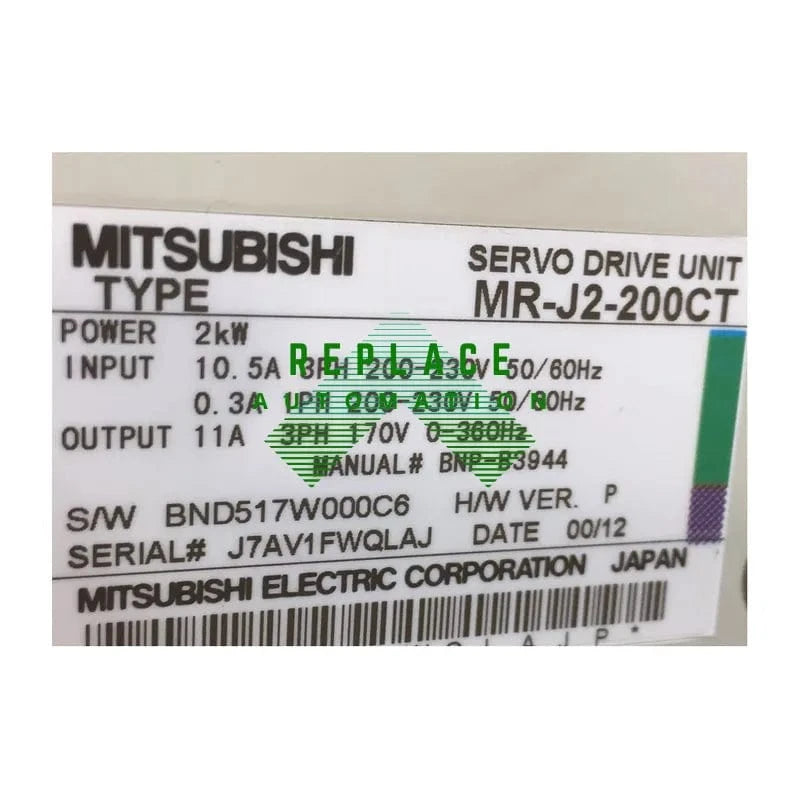 MITSUBISHI SERVO DRIVE UNIT
TYPE MR-J2-200CT
POWER 2kW
INPUT 10.5A 3PH 200-230V 50/60Hz
REPLACE
0.3A 1PH 200-230V 50/60Hz
AUTOMATION
OUTPUT 11A 3PH 170V 0-360Hz
MANUAL# BNP-B3944
S/W BND517W000C6 H/W VER. P
SERIAL# J7AV1FWQLAJ DATE 00/12
MITSUBISHI ELECTRIC CORPORATION JAPAN